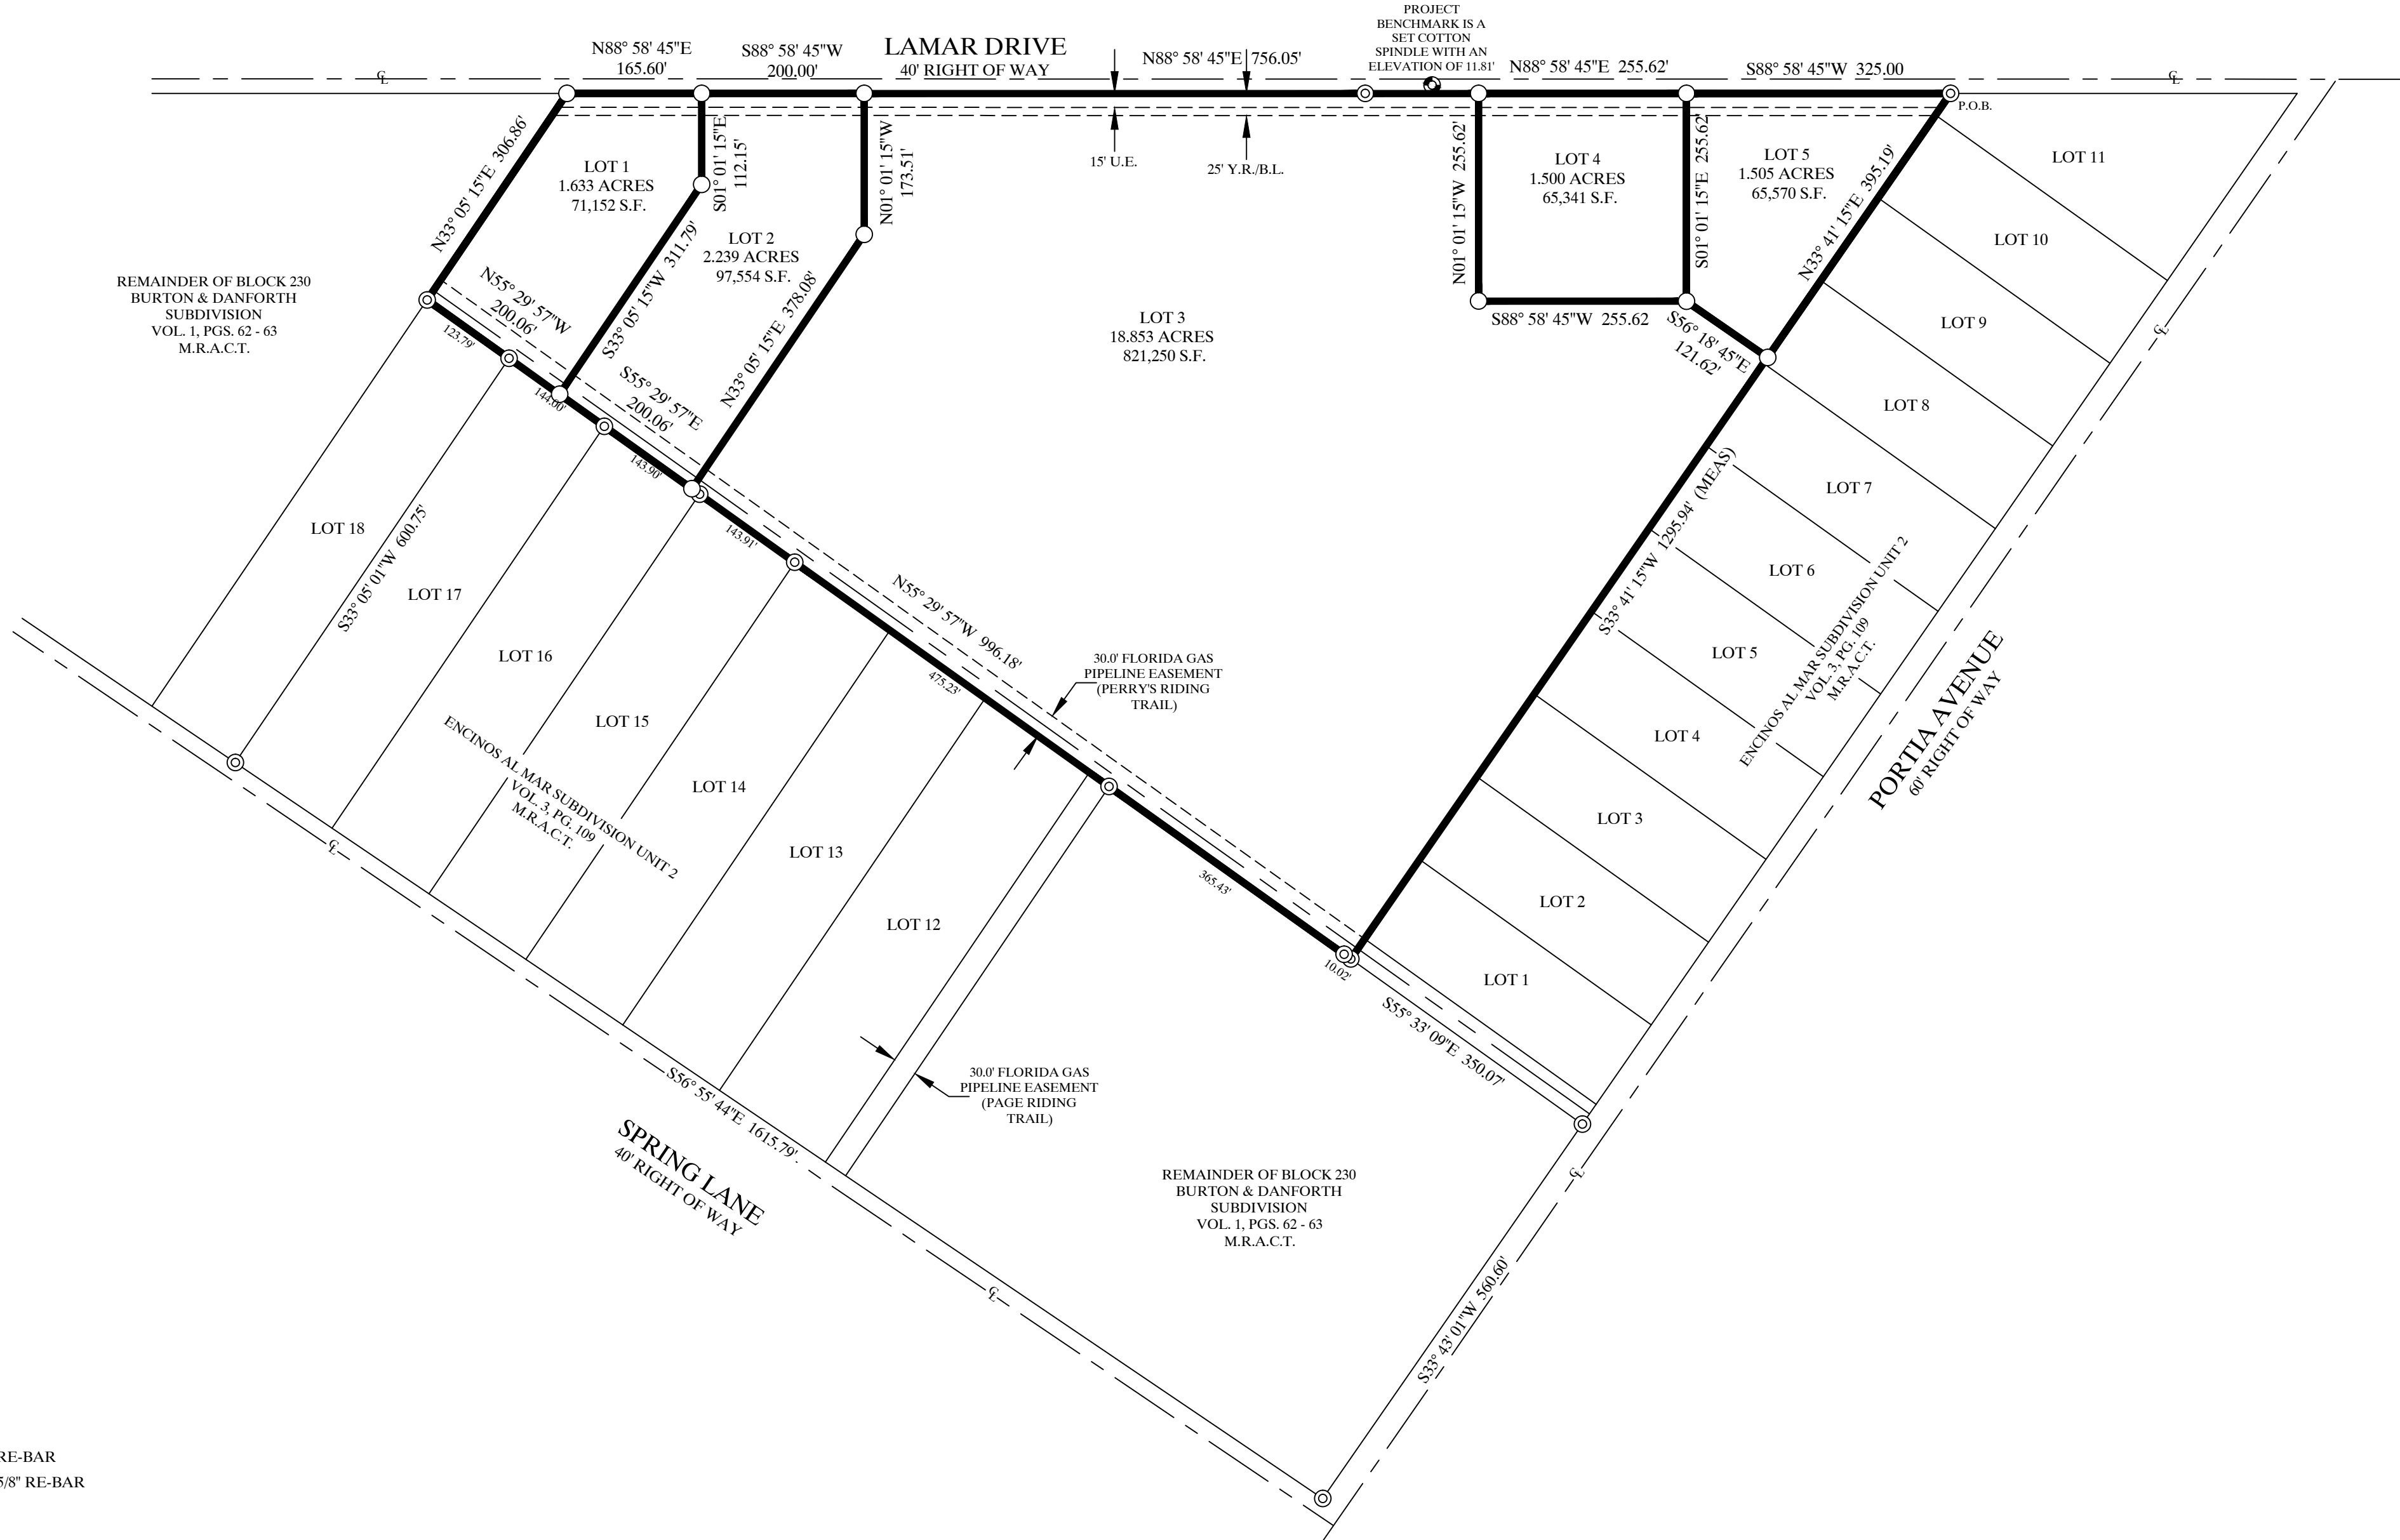 PROJECT
BENCHMARK IS A
SET COTTON
SPINDLE WITH AN
ELEVATION OF 11.81'
N88° 58' 45"E
165.60'
S88° 58' 45"W
200.00'
LAMAR DRIVE
40' RIGHT OF WAY
N88° 58' 45"E 756.05'
N88° 58' 45"E 255.62'
S88° 58' 45"W 325.00
℄
℄
P.O.B.
N33° 05' 15"E 306.86'
LOT 1
1.633 ACRES
71,152 S.F.
S01° 01' 15"E
112.15'
S33° 05' 15"W 311.79'
LOT 2
2.239 ACRES
97,554 S.F.
N01° 01' 15"W
173.51'
N33° 05' 15"E 378.08'
15' U.E.
25' Y.R./B.L.
LOT 3
18.853 ACRES
821,250 S.F.
N01° 01' 15"W 255.62'
LOT 4
1.500 ACRES
65,341 S.F.
S88° 58' 45"W 255.62
S01° 01' 15"E 255.62'
LOT 5
1.505 ACRES
65,570 S.F.
N33° 41' 15"E 395.19'
S56° 18' 45"E
121.62'
LOT 11
LOT 10
LOT 9
LOT 8
LOT 7
LOT 6
LOT 5
LOT 4
LOT 3
LOT 2
LOT 1
℄
REMAINDER OF BLOCK 230
BURTON & DANFORTH
SUBDIVISION
VOL. 1, PGS. 62 - 63
M.R.A.C.T.
N55° 29' 57"W
200.06'
123.79'
144.00'
S55° 29' 57"E
200.06'
143.90'
143.91'
N55° 29' 57"W 996.18'
475.23'
365.43'
10.02'
30.0' FLORIDA GAS
PIPELINE EASEMENT
(PERRY'S RIDING
TRAIL)
S33° 41' 15"W 1295.94' (MEAS)
ENCINOS AL MAR SUBDIVISION UNIT 2
VOL. 3, PG. 109
M.R.A.C.T.
PORTIA AVENUE
60' RIGHT OF WAY
LOT 18
S33° 05' 01"W 600.75'
LOT 17
LOT 16
LOT 15
LOT 14
LOT 13
LOT 12
ENCINOS AL MAR SUBDIVISION UNIT 2
VOL. 3, PG. 109
M.R.A.C.T.
℄
S55° 33' 09"E 350.07'
30.0' FLORIDA GAS
PIPELINE EASEMENT
(PAGE RIDING
TRAIL)
S56° 55' 44"E 1615.79'
SPRING LANE
40' RIGHT OF WAY
℄
REMAINDER OF BLOCK 230
BURTON & DANFORTH
SUBDIVISION
VOL. 1, PGS. 62 - 63
M.R.A.C.T.
℄
S33° 43' 01"W 560.60'
RE-BAR
5/8" RE-BAR